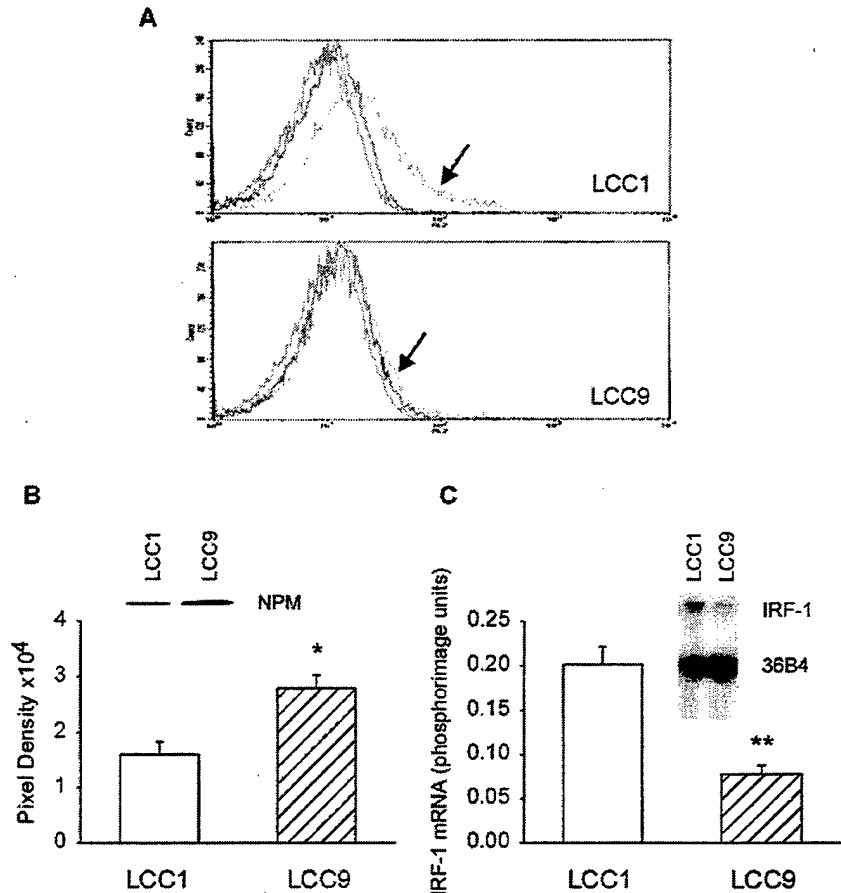 A
LCC1
LCC9
B
LCC1
LCC9
NPM
Pixel Density x10⁴
4
3
2
1
0
*
LCC1
LCC9
C
LCC1
LCC9
IRF-1
36B4
IRF-1 mRNA (phosphorimage units)
0.25
0.20
0.15
0.10
0.05
0.00
**
LCC1
LCC9